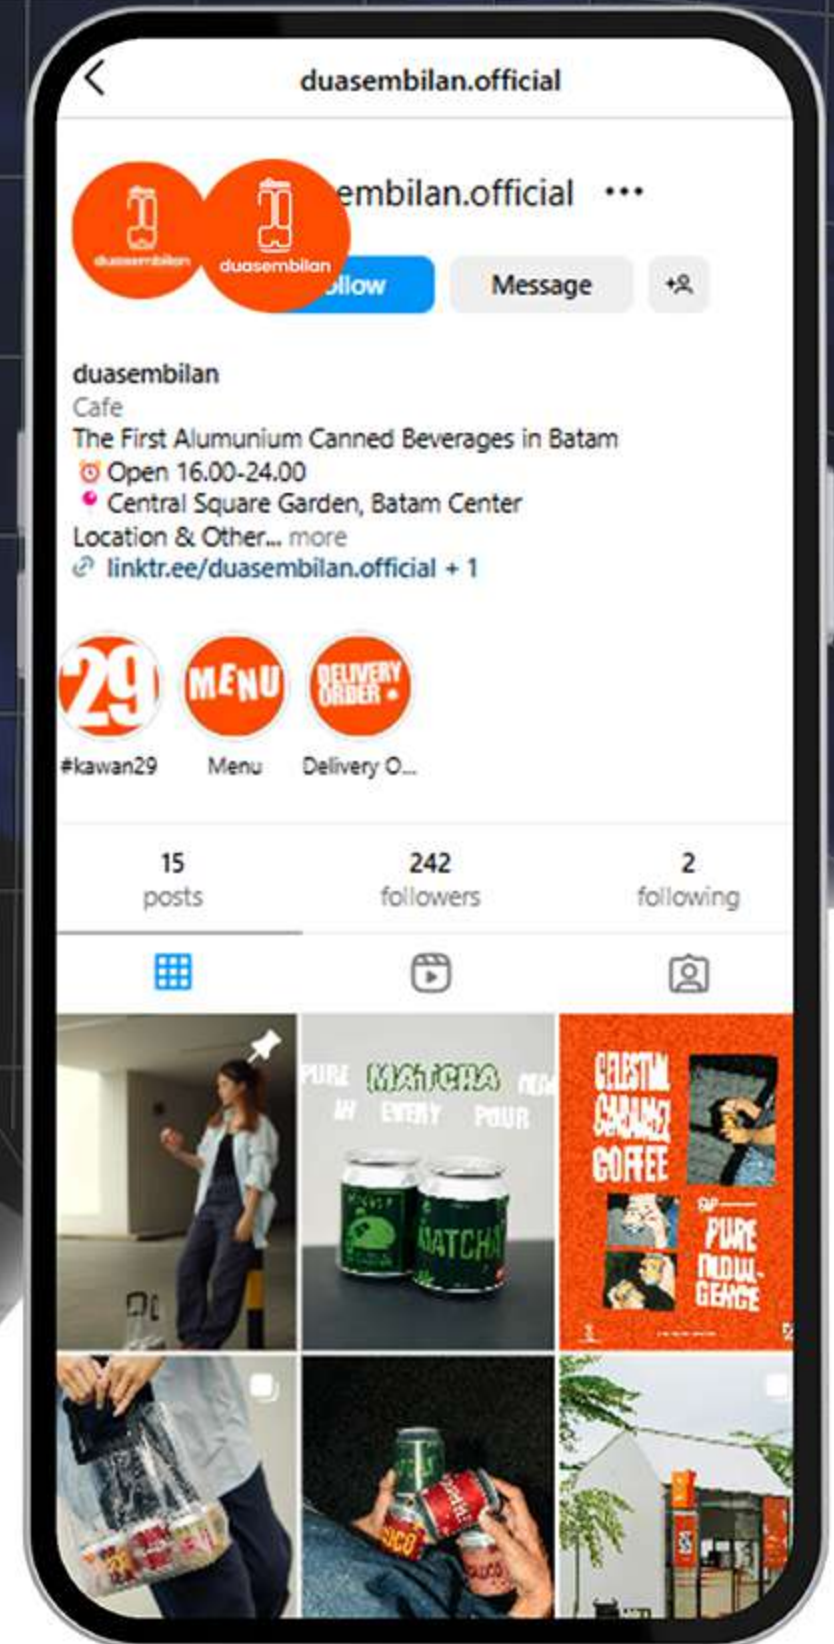 duasembilan.official
embilan.official
duasembilan
duasembilan
ollow
Message
duasembilan
Cafe
The First Alumunium Canned Beverages in Batam
Open 16.00-24.00
Central Square Garden, Batam Center
Location & Other... more
linktr.ee/duasembilan.official + 1
29
MENU
DELIVERY
ORDER
#kawan29
Menu
Delivery O...
15
posts
242
followers
2
following
PURE MATCHA
IN EVERY POUR
MATCHA
CELESTIAL
CARAMEL
COFFEE
PURE
INDUL-
GENCE